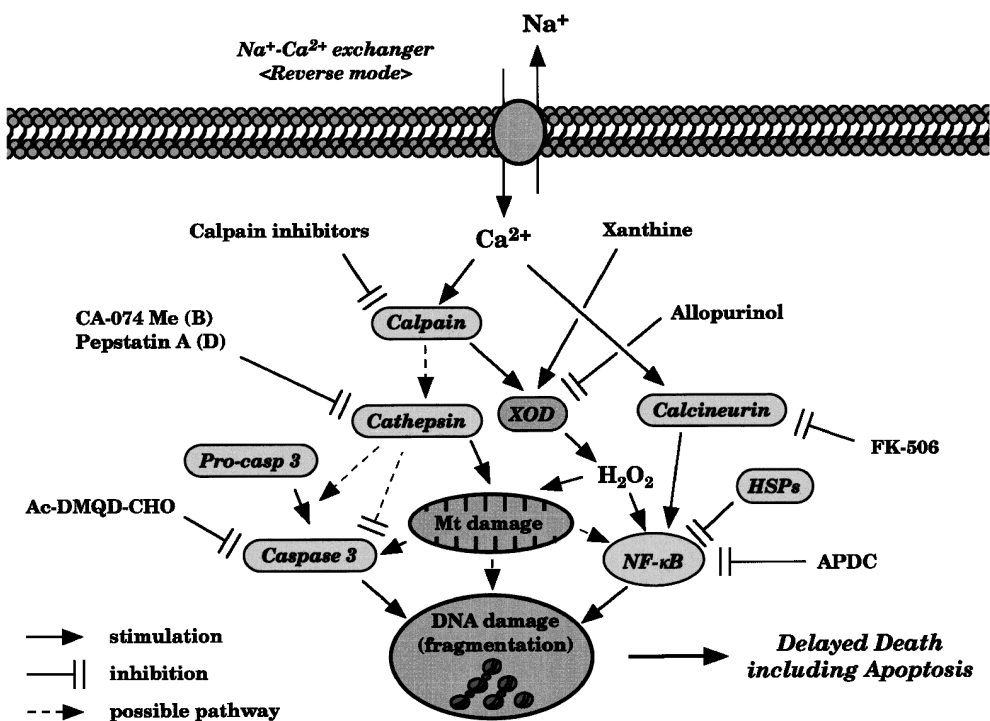 Na⁺
Na⁺-Ca²⁺ exchanger
<Reverse mode>
Calpain inhibitors
Ca²⁺
Xanthine
CA-074 Me (B)
Pepstatin A (D)
Calpain
Allopurinol
Cathepsin
XOD
Calcineurin
FK-506
Pro-casp 3
H₂O₂
HSPs
Ac-DMQD-CHO
Mt damage
Caspase 3
NF-κB
APDC
DNA damage
(fragmentation)
stimulation
inhibition
possible pathway
Delayed Death
including Apoptosis